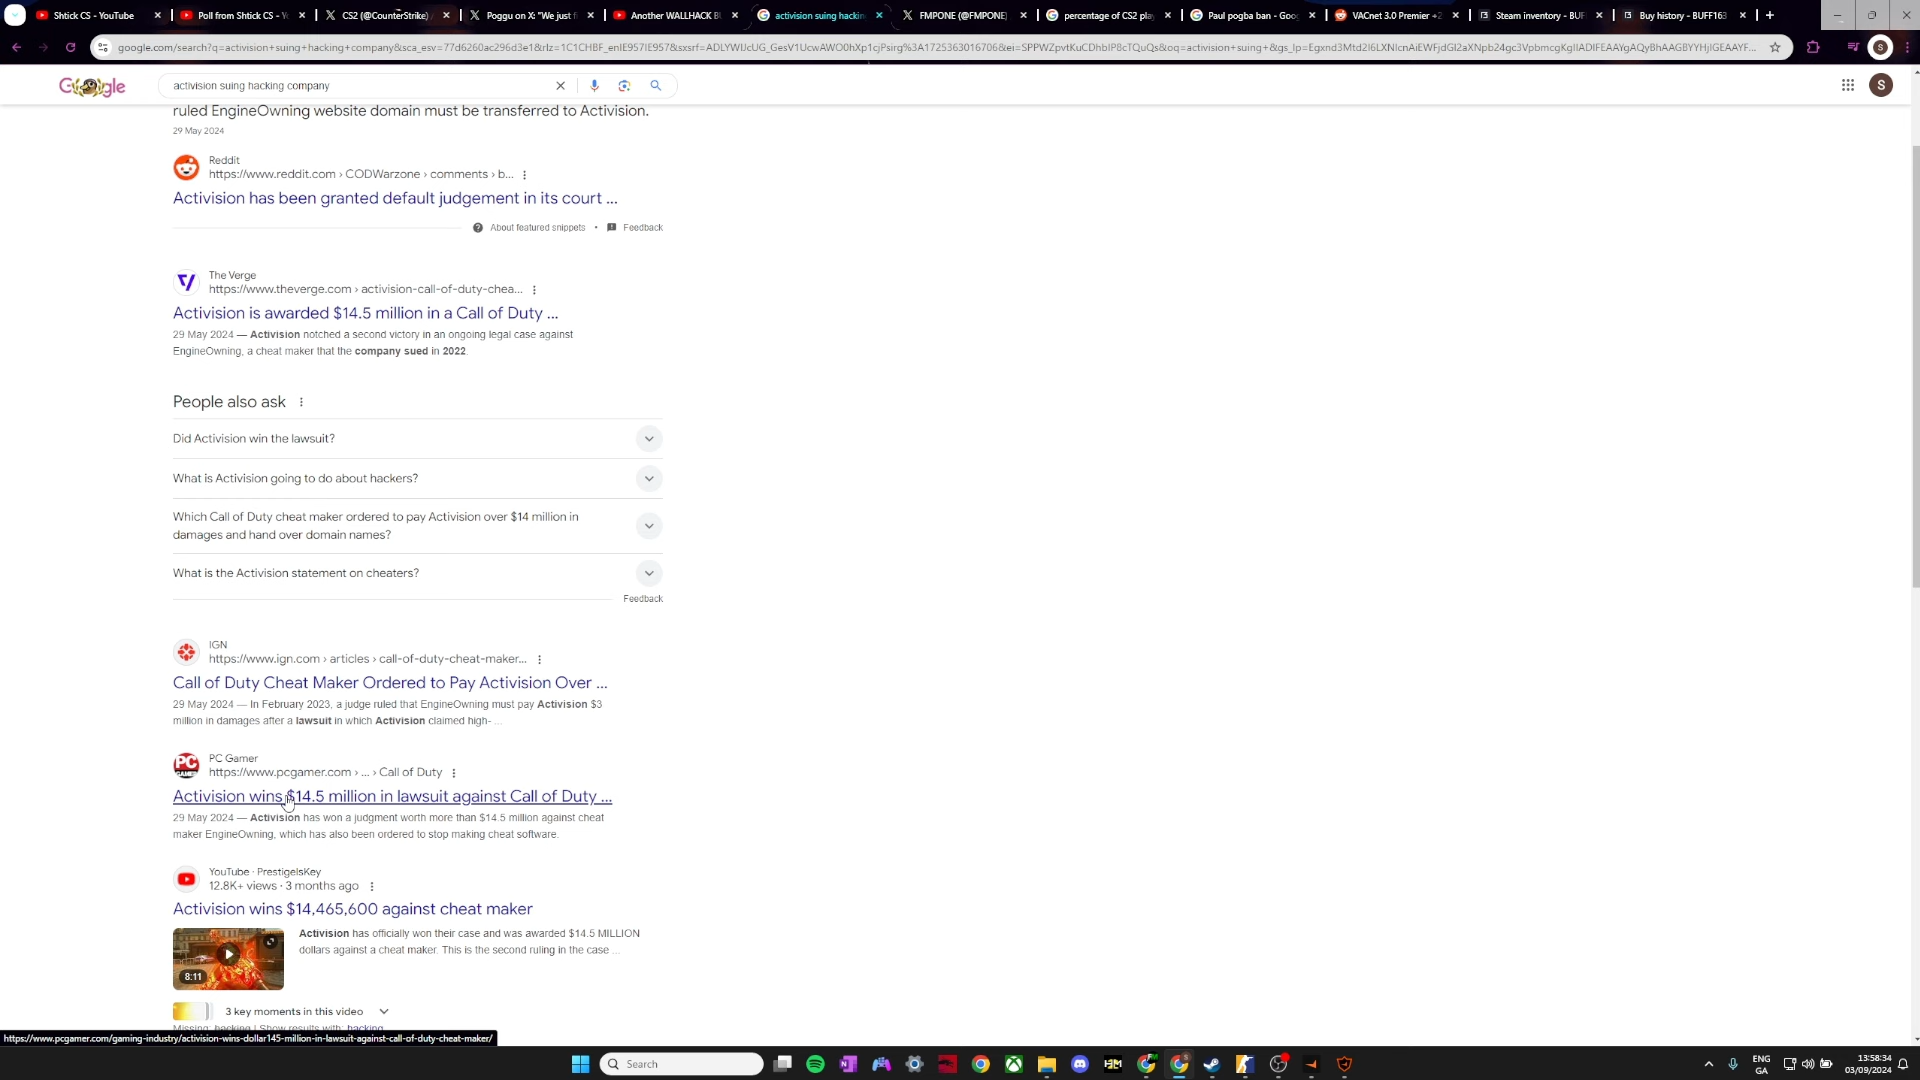 Shtick CS - YouTube
Poll from Shtick CS - Y
CS2 (@CounterStrike)
Poggu on X: "We just fi
Another WALLHACK B
activision suing hackin
FMPONE (@FMPONE)
percentage of CS2 play
Paul pogba ban - Goo
VACnet 3.0 Premier +2
Steam inventory - BUF
Buy history - BUFF163
S
activision suing hacking company
S
ruled EngineOwning website domain must be transferred to Activision.
29 May 2024
Reddit
https://www.reddit.com › CODWarzone › comments › b...
Activision has been granted default judgement in its court ...
About featured snippets • Feedback
The Verge
https://www.theverge.com › activision-call-of-duty-chea...
Activision is awarded $14.5 million in a Call of Duty ...
29 May 2024 — Activision notched a second victory in an ongoing legal case against
EngineOwning, a cheat maker that the company sued in 2022.
People also ask
Did Activision win the lawsuit?
What is Activision going to do about hackers?
Which Call of Duty cheat maker ordered to pay Activision over $14 million in
damages and hand over domain names?
What is the Activision statement on cheaters?
Feedback
IGN
https://www.ign.com › articles › call-of-duty-cheat-maker...
Call of Duty Cheat Maker Ordered to Pay Activision Over ...
29 May 2024 — In February 2023, a judge ruled that EngineOwning must pay Activision $3
million in damages after a lawsuit in which Activision claimed high- ...
PC Gamer
https://www.pcgamer.com › ... › Call of Duty
Activision wins $14.5 million in lawsuit against Call of Duty ...
29 May 2024 — Activision has won a judgment worth more than $14.5 million against cheat
maker EngineOwning, which has also been ordered to stop making cheat software.
YouTube · PrestigeIsKey
12.8K+ views · 3 months ago
Activision wins $14,465,600 against cheat maker
Activision has officially won their case and was awarded $14.5 MILLION
dollars against a cheat maker. This is the second ruling in the case ...
8:11
3 key moments in this video
Missing: hacking | Show results with: hacking
https://www.pcgamer.com/gaming-industry/activision-wins-dollar145-million-in-lawsuit-against-call-of-duty-cheat-maker/
Search
ENG
GA
13:58:34
03/09/2024